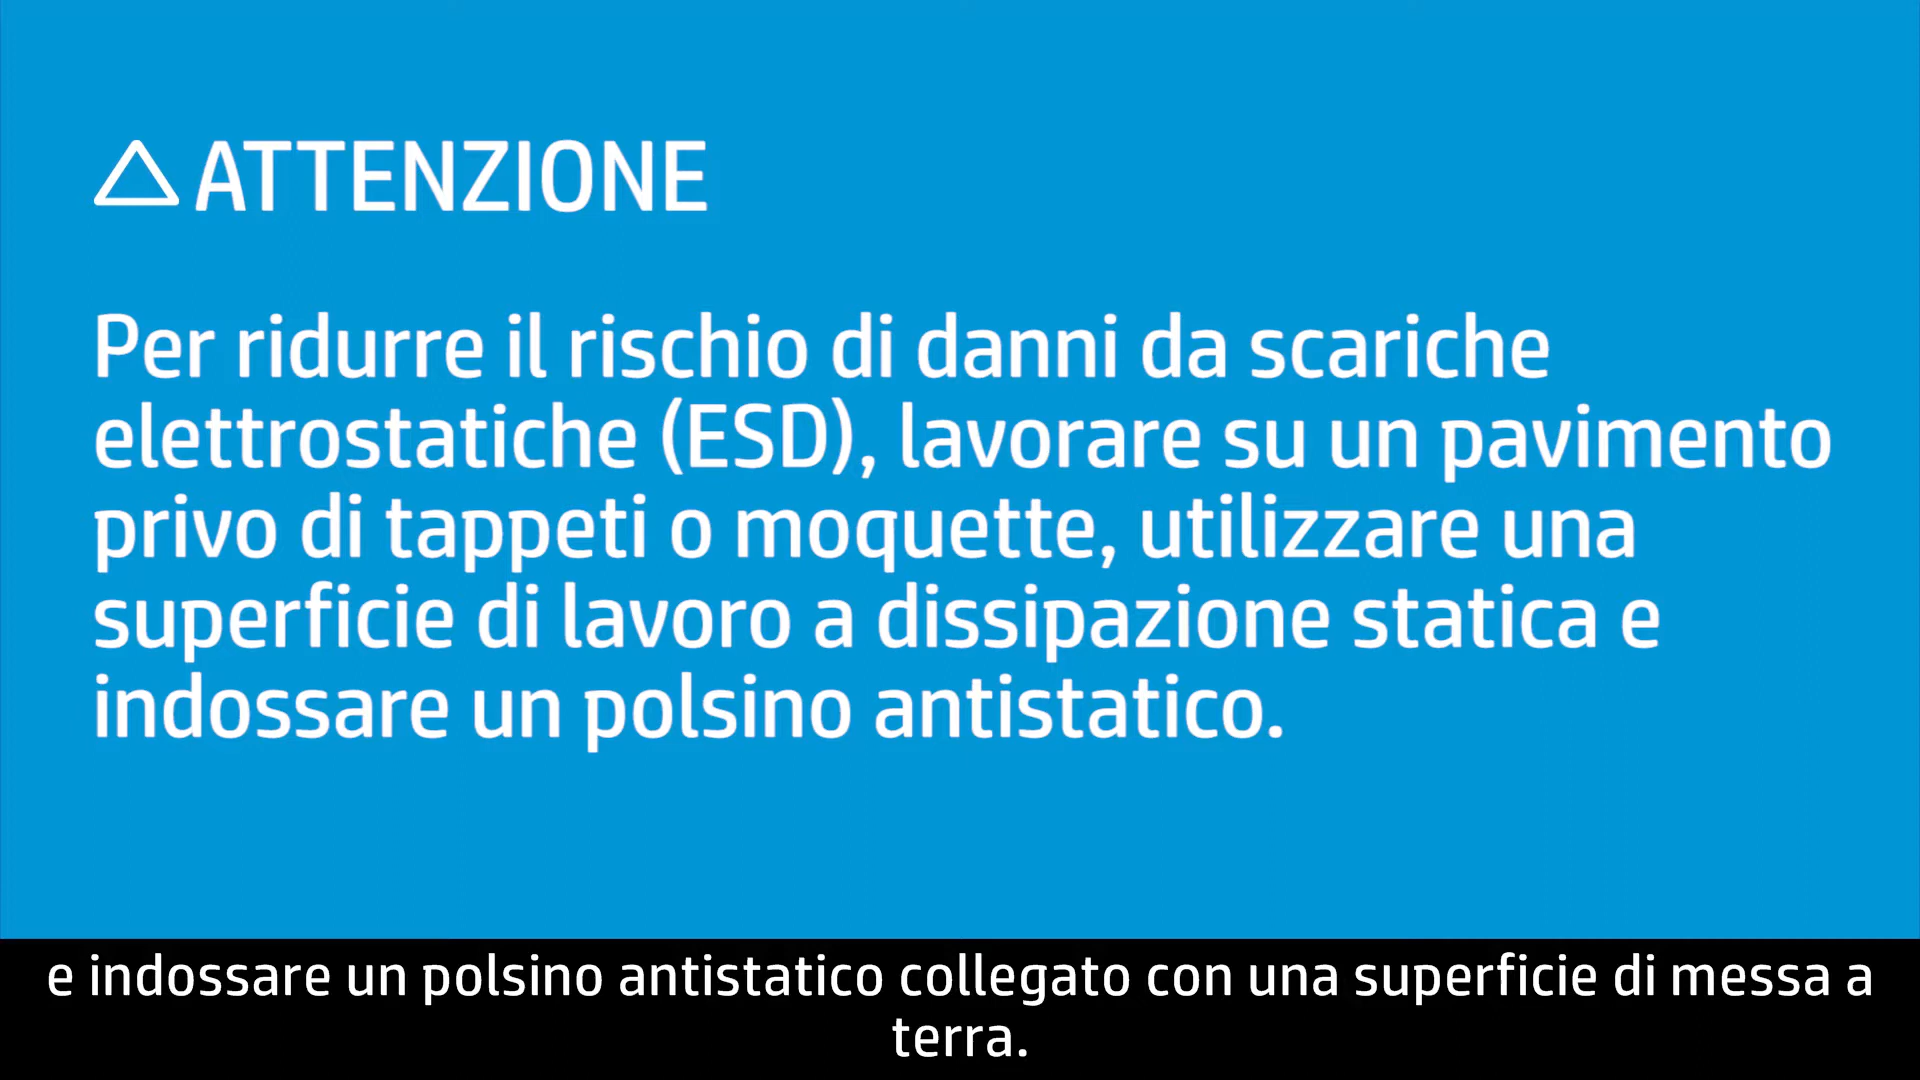 ATTENZIONE
Per ridurre il rischio di danni da scariche
elettrostatiche (ESD), lavorare su un pavimento
privo di tappeti o moquette, utilizzare una
superficie di lavoro a dissipazione statica e
indossare un polsino antistatico.
e indossare un polsino antistatico collegato con una superficie di messa a
terra.